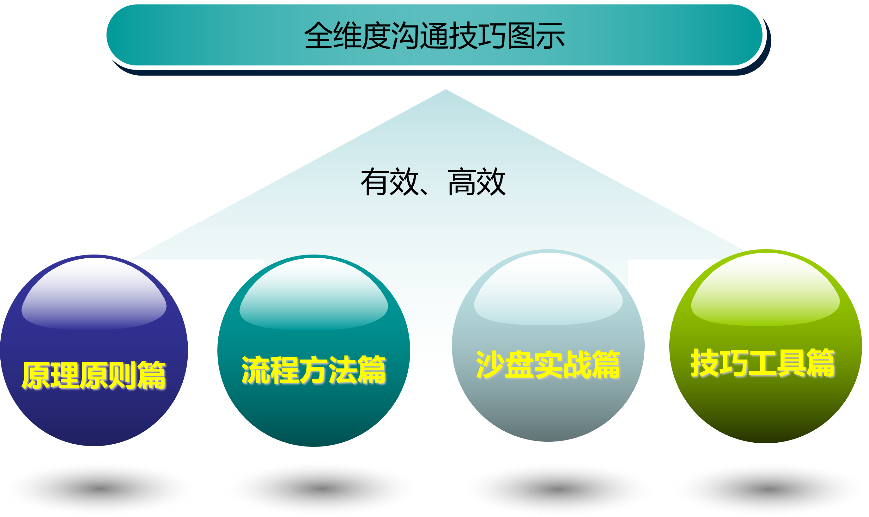 全维度沟通技巧图示
有效、高效
原理原则篇
流程方法篇
沙盘实战篇
技巧工具篇